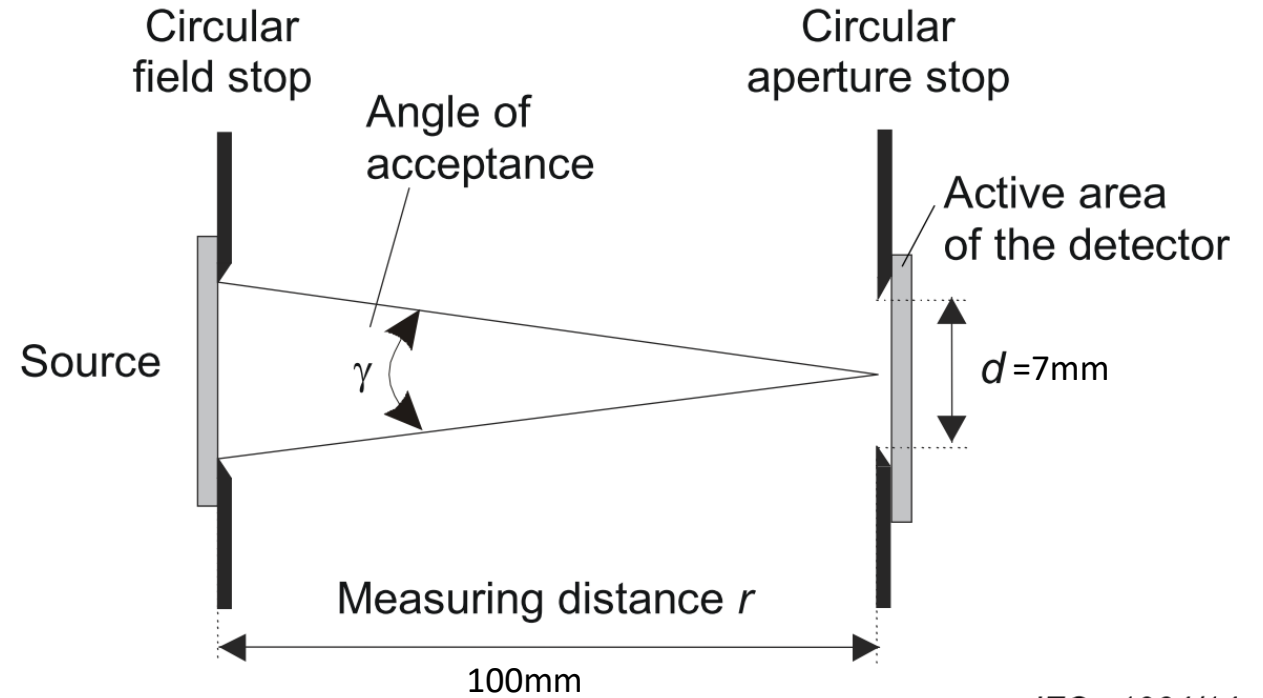 Circular
field stop
Circular
aperture stop
Angle of
acceptance
Active area
of the detector
Source
γ
d =7mm
Measuring distance r
100mm